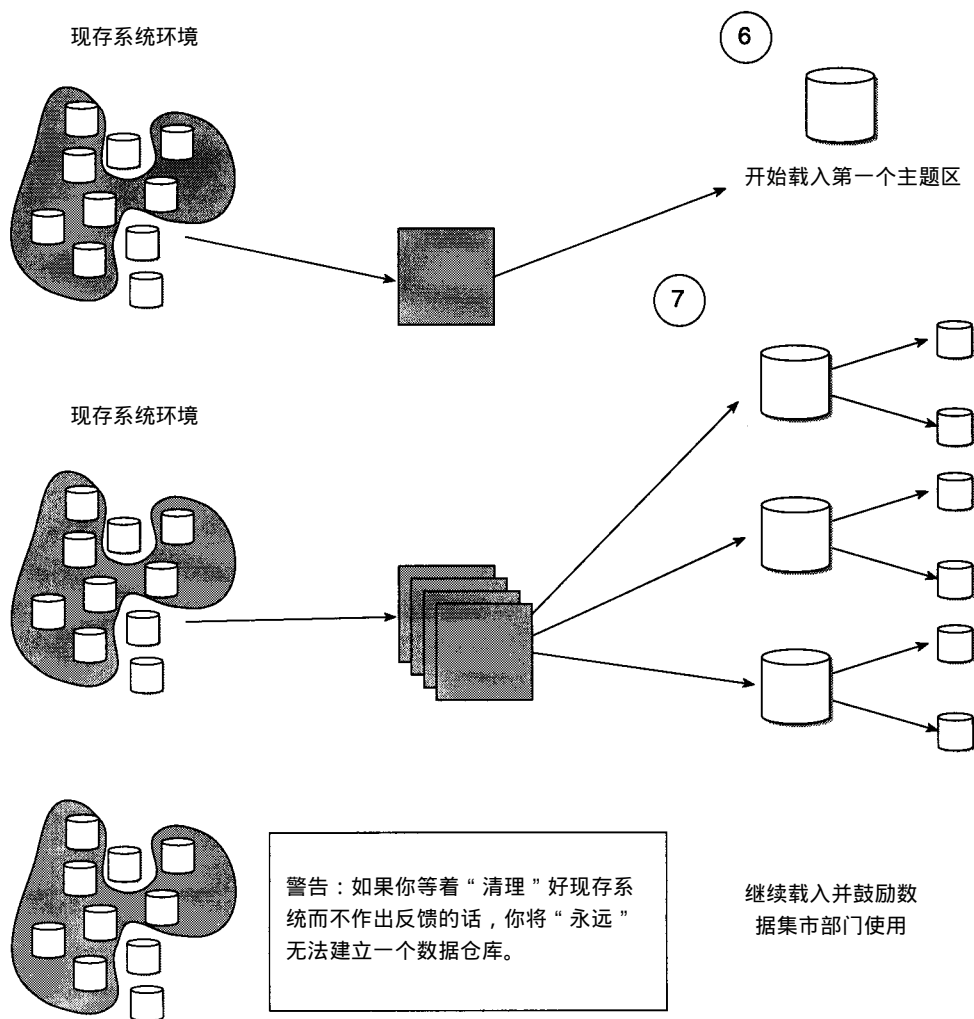 现存系统环境
6
开始载入第一个主题区
7
现存系统环境
警告：如果你等着“清理”好现存系
统而不作出反馈的话，你将“永远”
无法建立一个数据仓库。
继续载入并鼓励数
据集市部门使用